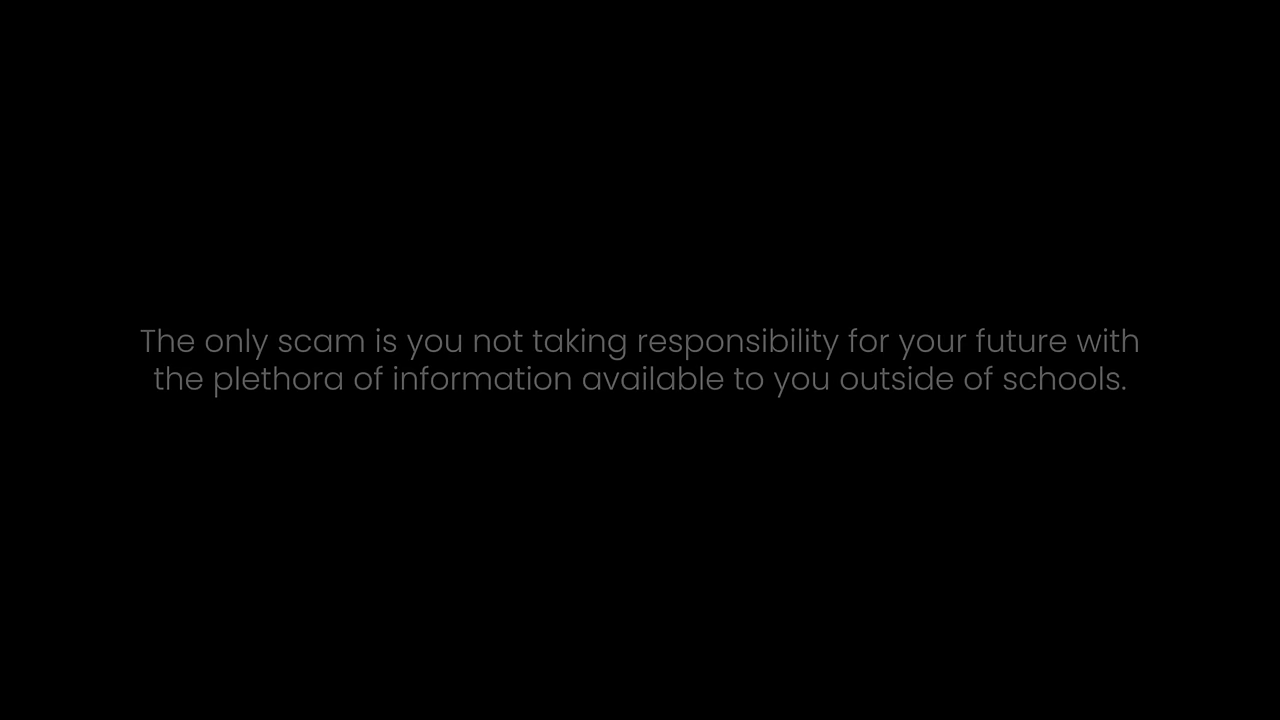 The only scam is you not taking responsibility for your future with
the plethora of information available to you outside of schools.